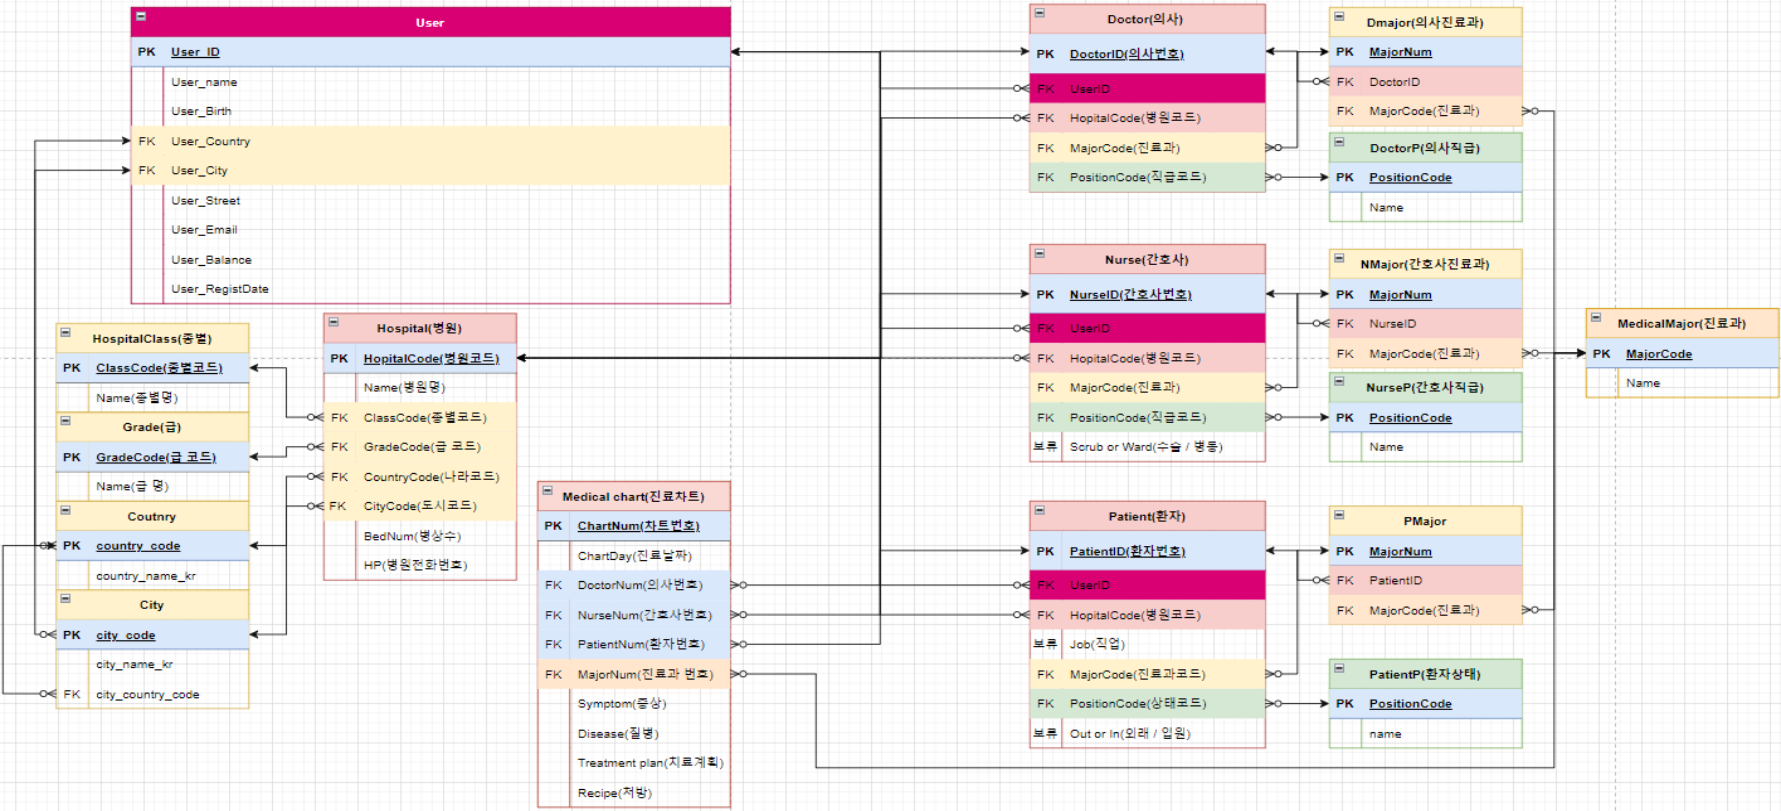 User
PK User_ID
User_name
User_Birth
FK User_Country
FK User_City
User_Street
User_Email
User_Balance
User_RegistDate
HospitalClass(종별)
PK ClassCode(종별코드)
Name(종별명)
Grade(급)
PK GradeCode(급 코드)
Name(급 명)
Coutnry
PK country_code
country_name_kr
City
PK city_code
city_name_kr
FK city_country_code
Hospital(병원)
PK HopitalCode(병원코드)
Name(병원명)
FK ClassCode(종별코드)
FK GradeCode(급 코드)
FK CountryCode(나라코드)
FK CityCode(도시코드)
BedNum(병상수)
HP(병원전화번호)
Medical chart(진료차트)
PK ChartNum(차트번호)
ChartDay(진료날짜)
FK DoctorNum(의사번호)
FK NurseNum(간호사번호)
FK PatientNum(환자번호)
FK MajorNum(진료과 번호)
Symptom(증상)
Disease(질병)
Treatment plan(치료계획)
Recipe(처방)
Doctor(의사)
PK DoctorID(의사번호)
FK UserID
FK HopitalCode(병원코드)
FK MajorCode(진료과)
FK PositionCode(직급코드)
Dmajor(의사진료과)
PK MajorNum
FK DoctorID
FK MajorCode(진료과)
DoctorP(의사직급)
PK PositionCode
Name
Nurse(간호사)
PK NurseID(간호사번호)
FK UserID
FK HopitalCode(병원코드)
FK MajorCode(진료과)
FK PositionCode(직급코드)
보류 Scrub or Ward(수술 / 병동)
NMajor(간호사진료과)
PK MajorNum
FK NurseID
FK MajorCode(진료과)
NurseP(간호사직급)
PK PositionCode
Name
MedicalMajor(진료과)
PK MajorCode
Name
Patient(환자)
PK PatientID(환자번호)
FK UserID
FK HopitalCode(병원코드)
보류 Job(직업)
FK MajorCode(진료과코드)
FK PositionCode(상태코드)
보류 Out or In(외래 / 입원)
PMajor
PK MajorNum
FK PatientID
FK MajorCode(진료과)
PatientP(환자상태)
PK PositionCode
name